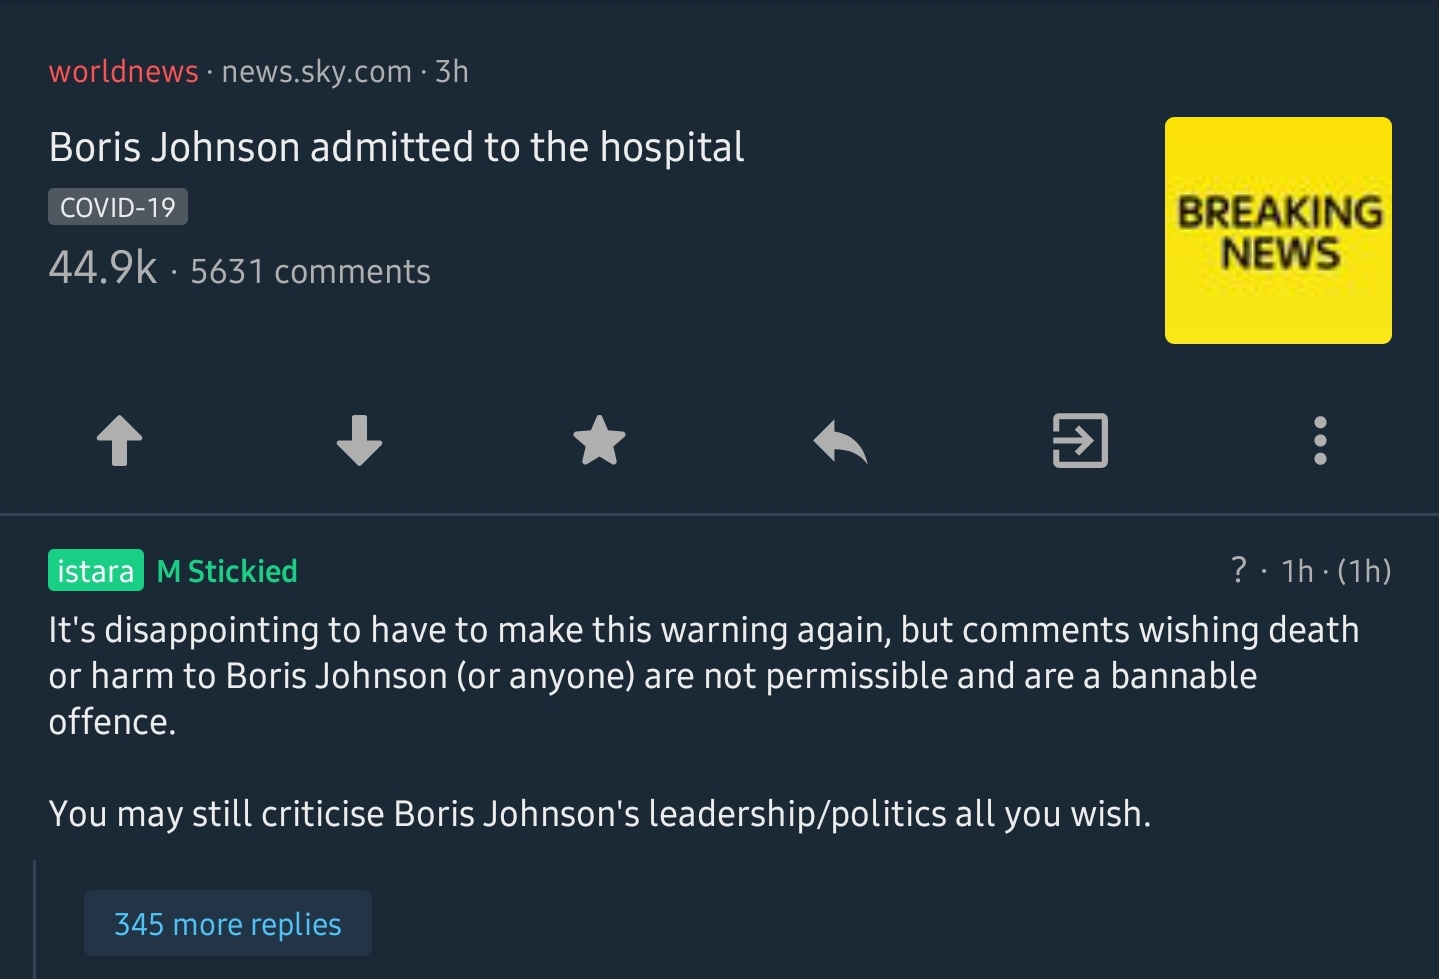 worldnews · news.sky.com · 3h
Boris Johnson admitted to the hospital
COVID-19
44.9k · 5631 comments
BREAKING
NEWS
istara M Stickied ? · 1h · (1h)
It's disappointing to have to make this warning again, but comments wishing death
or harm to Boris Johnson (or anyone) are not permissible and are a bannable
offence.
You may still criticise Boris Johnson's leadership/politics all you wish.
345 more replies